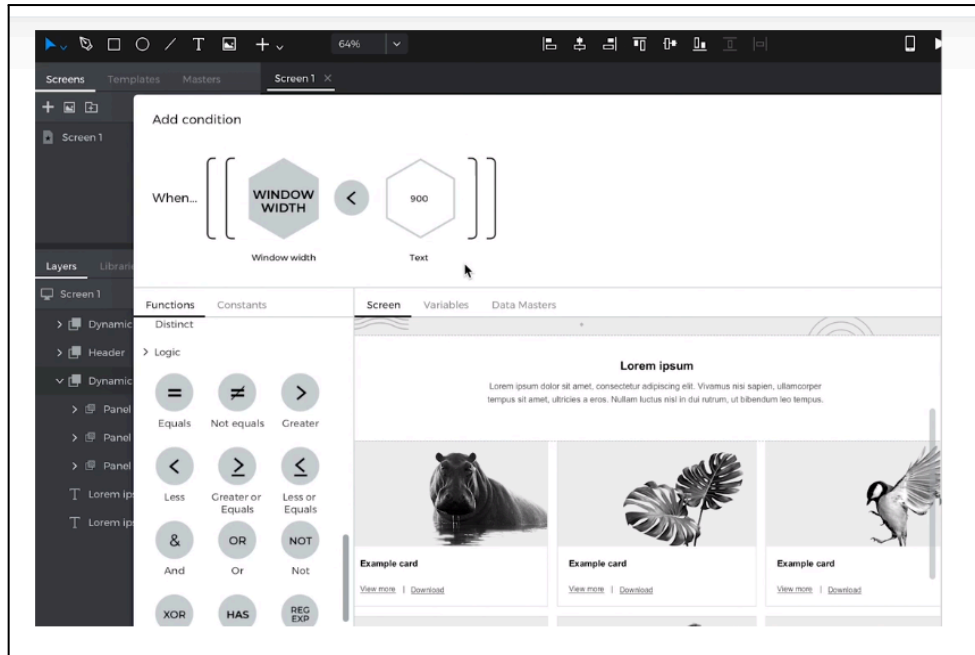 T
64%
Screens Templates Masters Screen 1
Screen 1
Add condition
When...
WINDOW
WIDTH
<
900
Window width Text
Layers
Screen 1
Dynamic
Header
Dynamic
Panel
Panel
Panel
T Lorem
T Lorem
Functions Constants
Screen Variables Data Masters
Distinct
Logic
= ≠ >
Equals Not equals Greater
< ≥ ≤
Less Greater or Less or
Equals Equals
& OR NOT
And Or Not
XOR HAS REG
EXP
Lorem ipsum
Lorem ipsum dolor sit amet, consectetur adipiscing elit. Vivamus nisi sapien, ullamcorper
tempus sit amet, ultricies a eros. Nullam luctus nisl in dui rutrum, ut bibendum leo tempus.
Example card Example card Example card
View more | Download View more | Download View more | Download